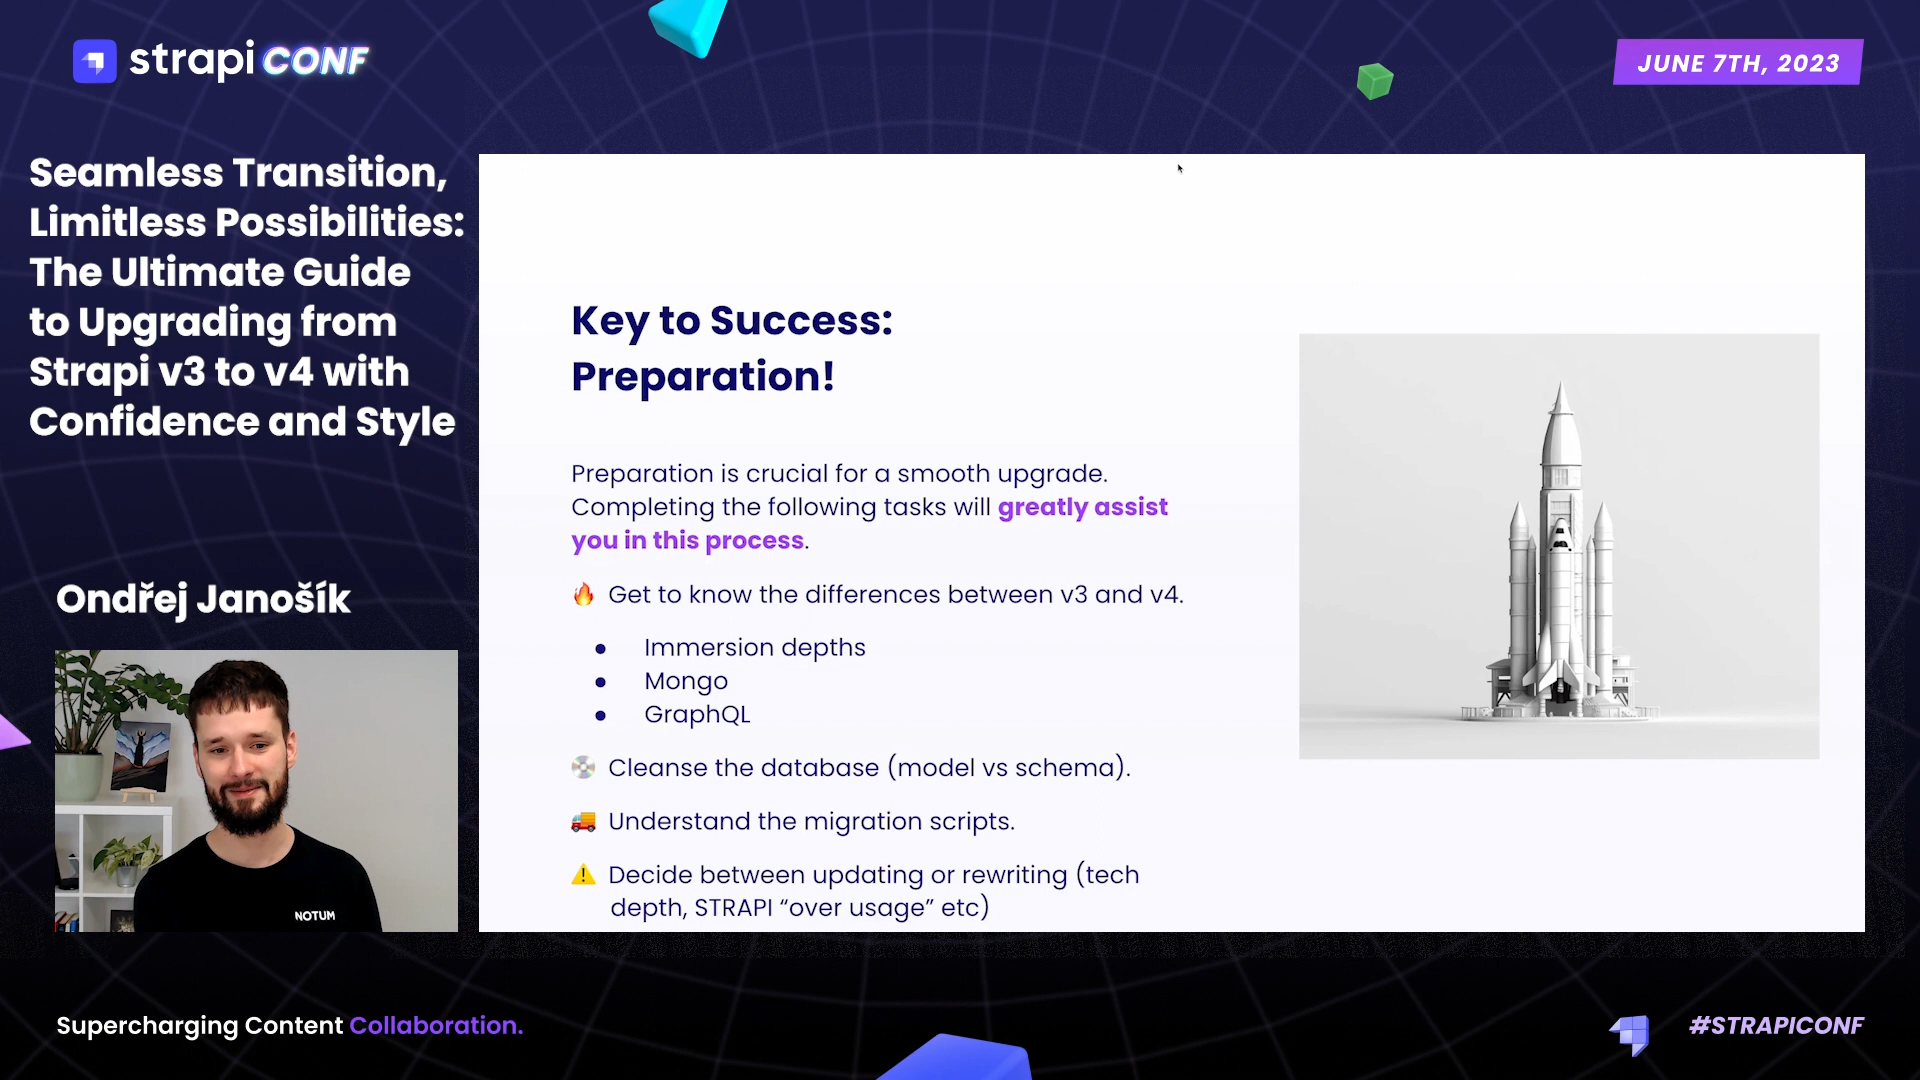 strapi CONF
JUNE 7TH, 2023
Seamless Transition,
Limitless Possibilities:
The Ultimate Guide
to Upgrading from
Strapi v3 to v4 with
Confidence and Style
Ondřej Janošík
NOTUM
Key to Success:
Preparation!
Preparation is crucial for a smooth upgrade.
Completing the following tasks will greatly assist
you in this process.
🔥 Get to know the differences between v3 and v4.
● Immersion depths
● Mongo
● GraphQL
💿 Cleanse the database (model vs schema).
🚚 Understand the migration scripts.
⚠️ Decide between updating or rewriting (tech
depth, STRAPI “over usage” etc)
Supercharging Content Collaboration.
#STRAPICONF